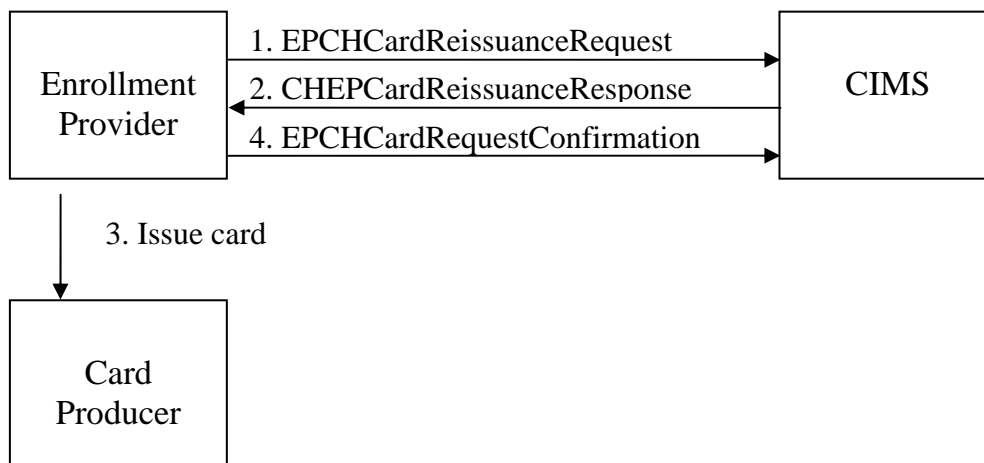 1. EPCHCardReissuanceRequest
Enrollment
Provider
2. CHEPCardReissuanceResponse
CIMS
4. EPCHCardRequestConfirmation
3. Issue card
Card
Producer